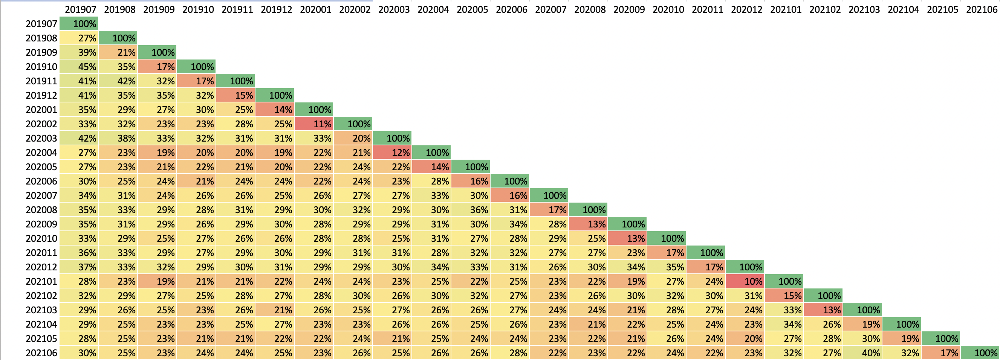 201907 201908 201909 201910 201911 201912 202001 202002 202003 202004 202005 202006 202007 202008 202009 202010 202011 202012 202101 202102 202103 202104 202105 202106
201907 100%
201908 27% 100%
201909 39% 21% 100%
201910 45% 35% 17% 100%
201911 41% 42% 32% 17% 100%
201912 41% 35% 35% 32% 15% 100%
202001 35% 29% 27% 30% 25% 14% 100%
202002 33% 32% 23% 23% 28% 25% 11% 100%
202003 42% 38% 33% 32% 31% 31% 33% 20% 100%
202004 27% 23% 19% 20% 20% 19% 22% 21% 12% 100%
202005 27% 23% 21% 22% 21% 20% 22% 24% 22% 14% 100%
202006 30% 25% 24% 21% 24% 24% 22% 24% 23% 28% 16% 100%
202007 34% 31% 24% 26% 26% 25% 26% 27% 27% 33% 30% 16% 100%
202008 35% 33% 29% 28% 31% 29% 30% 32% 29% 30% 36% 31% 17% 100%
202009 35% 31% 29% 26% 29% 30% 28% 29% 29% 31% 30% 34% 28% 13% 100%
202010 33% 29% 25% 27% 26% 26% 28% 28% 25% 31% 27% 28% 29% 25% 13% 100%
202011 36% 33% 29% 27% 29% 30% 29% 31% 31% 28% 32% 32% 27% 27% 23% 17% 100%
202012 37% 33% 32% 29% 30% 31% 29% 29% 30% 34% 33% 31% 26% 30% 34% 35% 17% 100%
202101 28% 23% 19% 21% 21% 22% 24% 24% 23% 25% 22% 25% 23% 22% 19% 27% 24% 10% 100%
202102 32% 29% 27% 25% 28% 27% 28% 30% 26% 30% 32% 27% 23% 26% 30% 32% 30% 31% 15% 100%
202103 29% 26% 25% 23% 26% 21% 26% 25% 27% 26% 26% 27% 24% 24% 21% 28% 27% 24% 33% 13% 100%
202104 29% 25% 23% 23% 25% 27% 23% 23% 26% 26% 25% 26% 23% 21% 22% 25% 24% 23% 34% 26% 19% 100%
202105 28% 25% 23% 21% 21% 22% 22% 24% 21% 25% 24% 24% 23% 22% 21% 26% 24% 20% 27% 28% 30% 19% 100%
202106 30% 25% 23% 24% 24% 25% 23% 26% 25% 26% 26% 28% 22% 23% 22% 24% 22% 23% 32% 27% 40% 32% 17% 100%